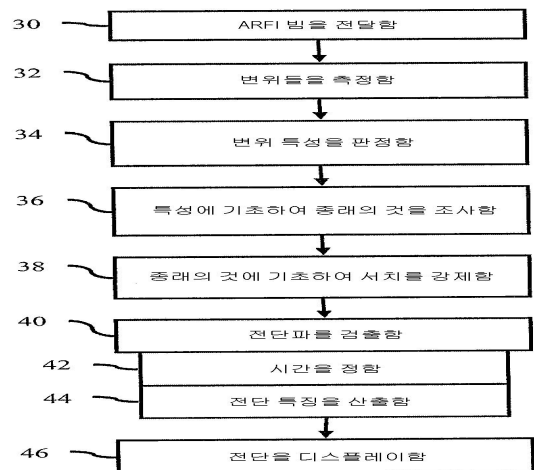 30 ARFI 빔을 전달함
32 변위들을 측정함
34 변위 특성을 판정함
36 특성에 기초하여 종래의 것을 조사함
38 종래의 것에 기초하여 서치를 강제함
40 전단파를 검출함
42 시간을 정함
44 전단 특징을 산출함
46 전단을 디스플레이함